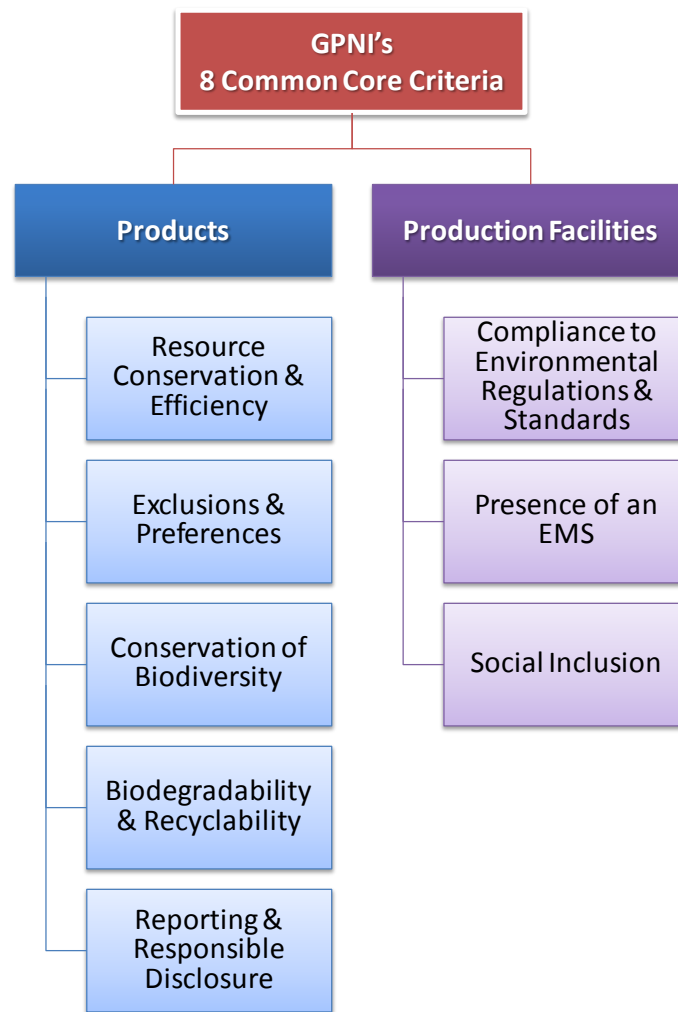 GPNI's
8 Common Core Criteria
Products
Resource
Conservation &
Efficiency
Exclusions &
Preferences
Conservation of
Biodiversity
Biodegradability
& Recyclability
Reporting &
Responsible
Disclosure
Production Facilities
Compliance to
Environmental
Regulations &
Standards
Presence of an
EMS
Social Inclusion